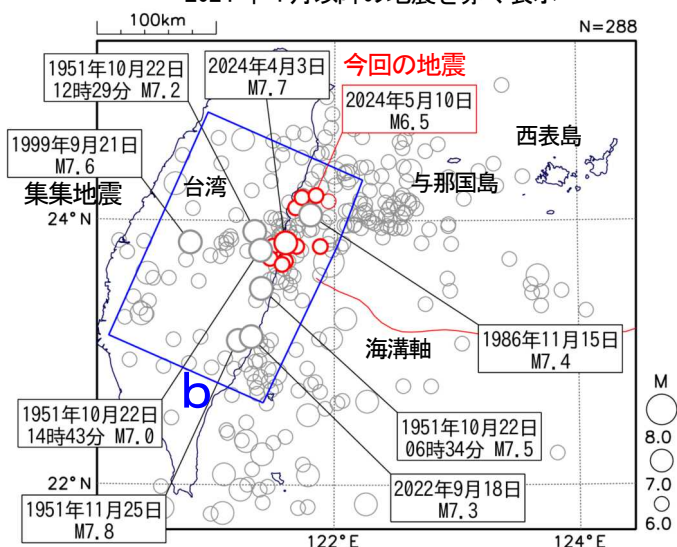 100km
N=288
1951年10月22日
12時29分 M7.2
2024年4月3日
M7.7
今回の地震
2024年5月10日
M6.5
西表島
1999年9月21日
M7.6
集集地震
台湾
与那国島
24°N
海溝軸
1986年11月15日
M7.4
b
1951年10月22日
14時43分 M7.0
1951年10月22日
06時34分 M7.5
M
8.0
7.0
6.0
22°N
1951年11月25日
M7.8
2022年9月18日
M7.3
122°E
124°E